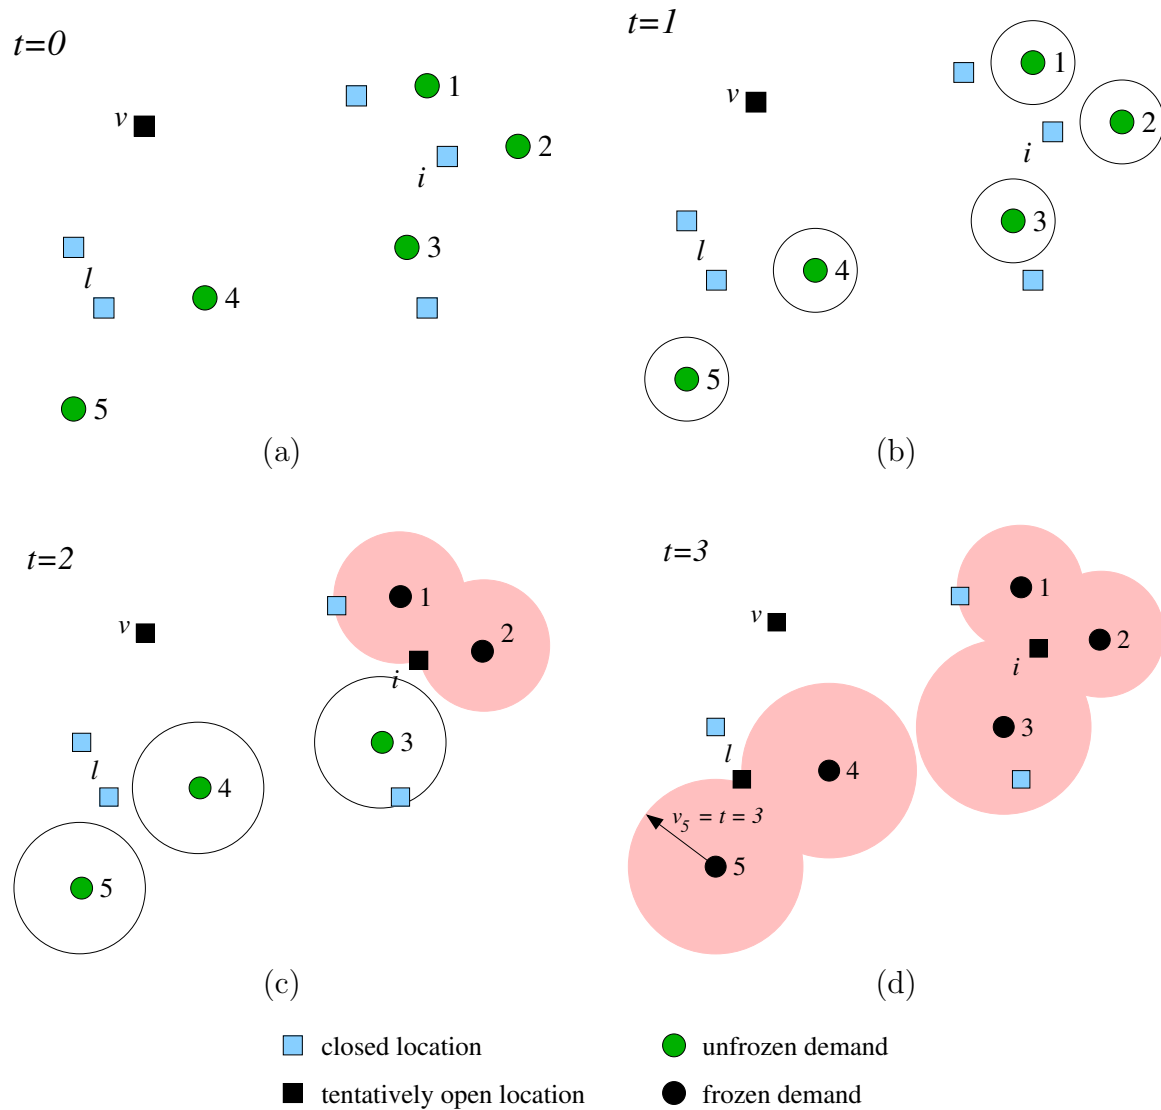 t=0
1
v
2
i
3
l
4
5
(a)
t=1
1
v
2
i
3
l
4
5
(b)
t=2
1
v
2
i
3
l
4
5
(c)
t=3
1
v
2
i
3
l
4
v5 = t = 3
5
(d)
closed location
unfrozen demand
tentatively open location
frozen demand